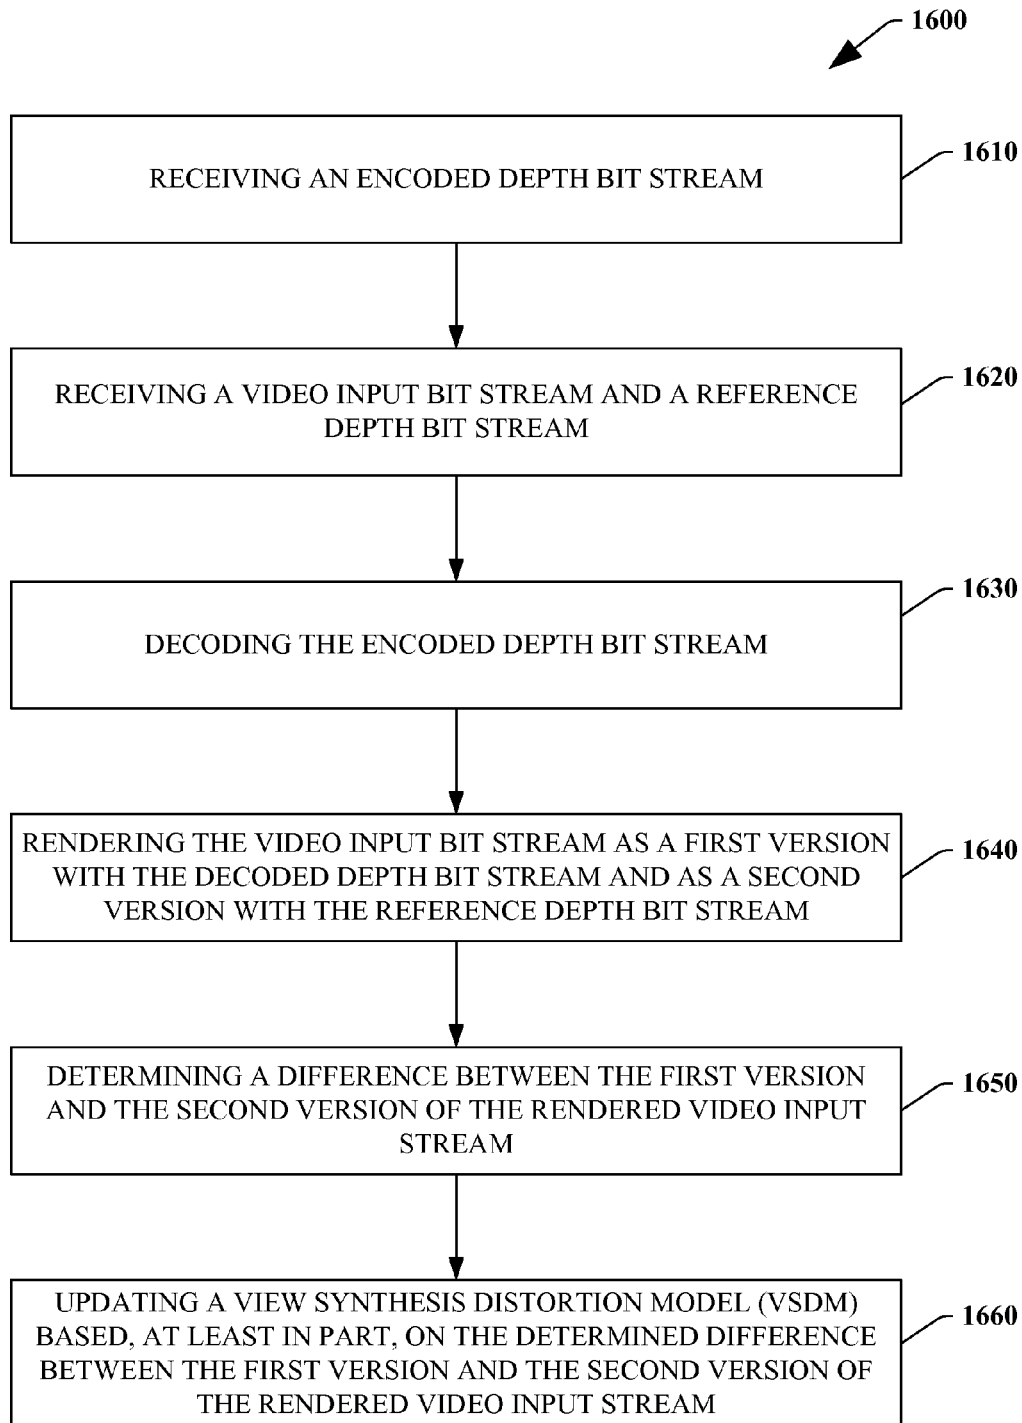 1600
RECEIVING AN ENCODED DEPTH BIT STREAM
1610
RECEIVING A VIDEO INPUT BIT STREAM AND A REFERENCE
DEPTH BIT STREAM
1620
DECODING THE ENCODED DEPTH BIT STREAM
1630
RENDERING THE VIDEO INPUT BIT STREAM AS A FIRST VERSION
WITH THE DECODED DEPTH BIT STREAM AND AS A SECOND
VERSION WITH THE REFERENCE DEPTH BIT STREAM
1640
DETERMINING A DIFFERENCE BETWEEN THE FIRST VERSION
AND THE SECOND VERSION OF THE RENDERED VIDEO INPUT
STREAM
1650
UPDATING A VIEW SYNTHESIS DISTORTION MODEL (VSDM)
BASED, AT LEAST IN PART, ON THE DETERMINED DIFFERENCE
BETWEEN THE FIRST VERSION AND THE SECOND VERSION OF
THE RENDERED VIDEO INPUT STREAM
1660